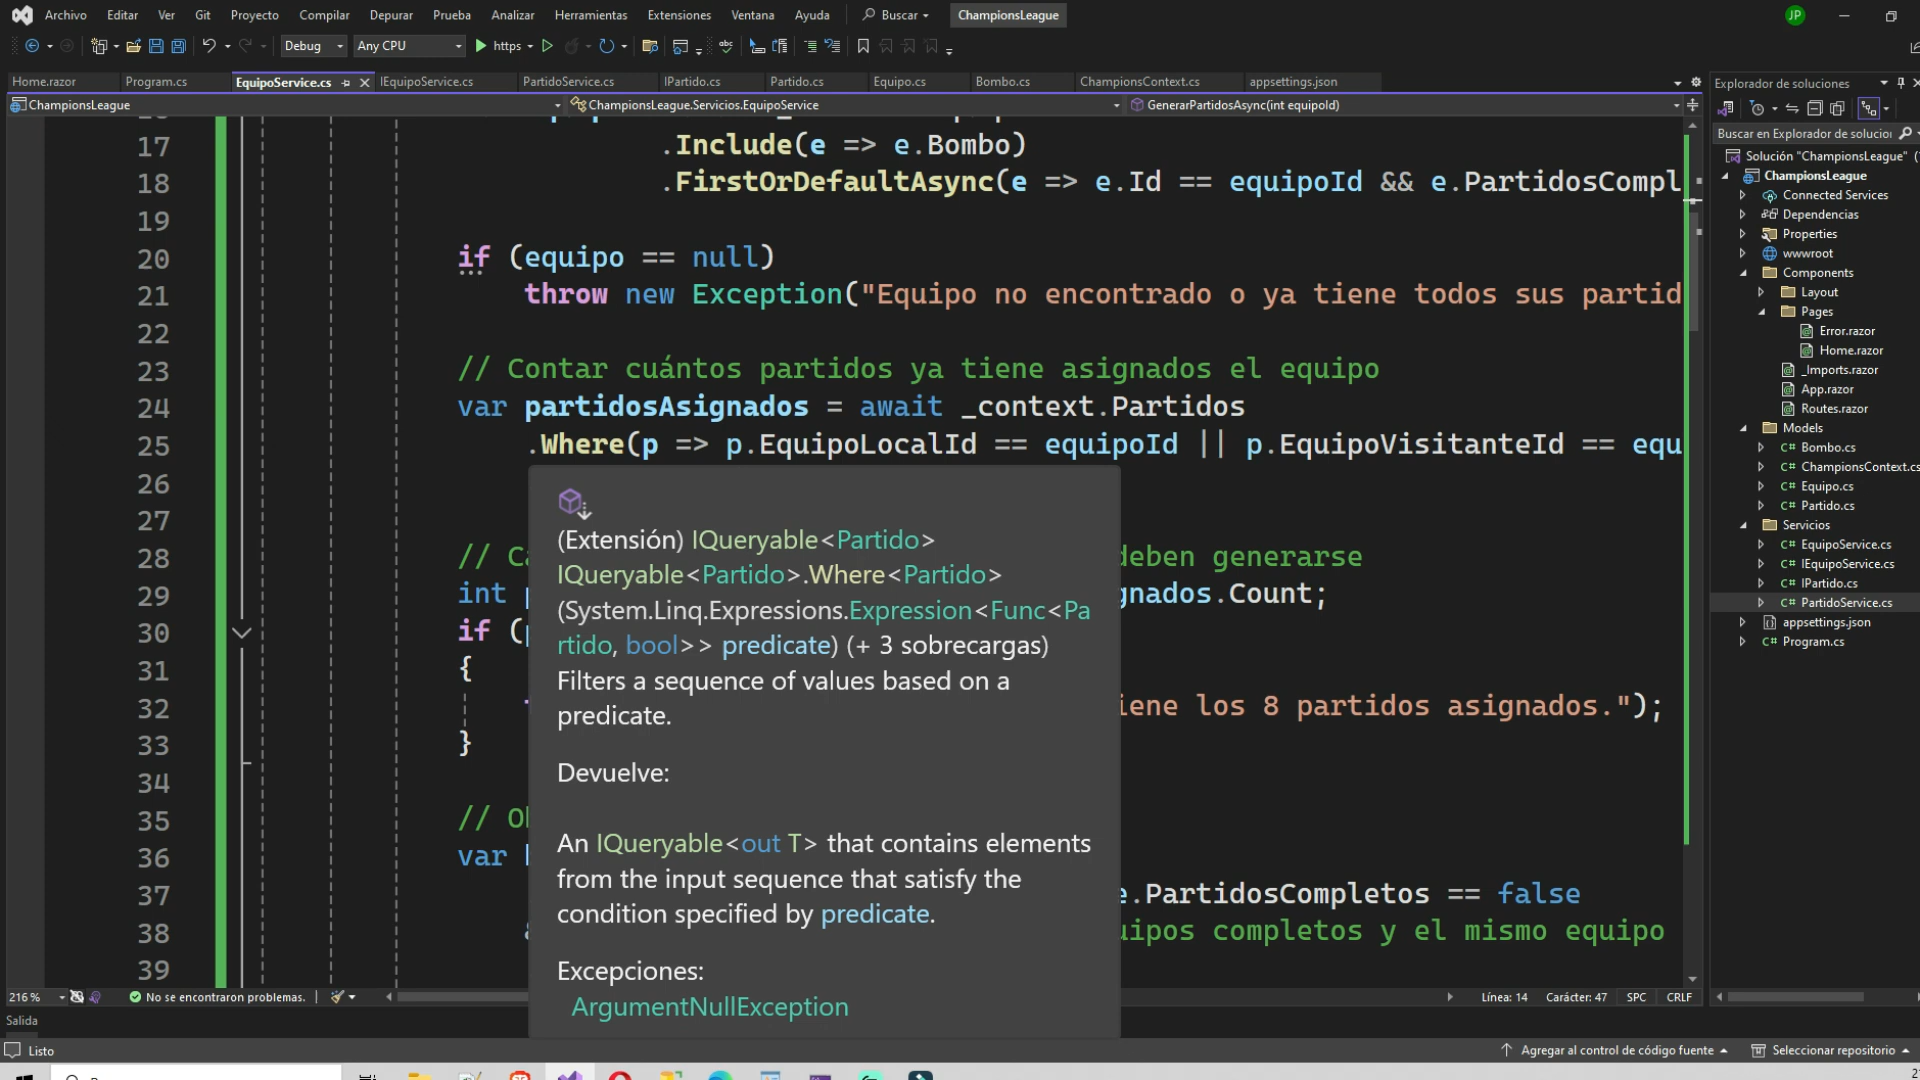 Archivo Editar Ver Git Proyecto Compilar Depurar Prueba Analizar Herramientas Extensiones Ventana Ayuda Buscar ChampionsLeague JP
Debug Any CPU https
Home.razor Program.cs EquipoService.cs IEquipoService.cs PartidoService.cs IPartido.cs Partido.cs Equipo.cs Bombo.cs ChampionsContext.cs appsettings.json
ChampionsLeague ChampionsLeague.Servicios.EquipoService GenerarPartidosAsync(int equipoId)
17 .Include(e => e.Bombo)
18 .FirstOrDefaultAsync(e => e.Id == equipoId && e.PartidosCompl
19
20 if (equipo == null)
21 throw new Exception("Equipo no encontrado o ya tiene todos sus partid
22
23 // Contar cuántos partidos ya tiene asignados el equipo
24 var partidosAsignados = await _context.Partidos
25 .Where(p => p.EquipoLocalId == equipoId || p.EquipoVisitanteId == equ
26
27
28 // Ca deben generarse
29 int p gnados.Count;
30 if (p
31 {
32 iene los 8 partidos asignados.");
33 }
34
35 // Ob
36 var
37 e.PartidosCompletos == false
38 uipos completos y el mismo equipo
39
(Extensión) IQueryable<Partido>
IQueryable<Partido>.Where<Partido>
(System.Linq.Expressions.Expression<Func<Pa
rtido, bool>> predicate) (+ 3 sobrecargas)
Filters a sequence of values based on a
predicate.
Devuelve:
An IQueryable<out T> that contains elements
from the input sequence that satisfy the
condition specified by predicate.
Excepciones:
ArgumentNullException
Explorador de soluciones
Buscar en Explorador de solucior
Solución "ChampionsLeague" (
ChampionsLeague
Connected Services
Dependencias
Properties
wwwroot
Components
Layout
Pages
Error.razor
Home.razor
_Imports.razor
App.razor
Routes.razor
Models
Bombo.cs
ChampionsContext.cs
Equipo.cs
Partido.cs
Servicios
EquipoService.cs
IEquipoService.cs
IPartido.cs
PartidoService.cs
appsettings.json
Program.cs
216 % No se encontraron problemas. Línea: 14 Carácter: 47 SPC CRLF
Salida
Listo Agregar al control de código fuente Seleccionar repositorio